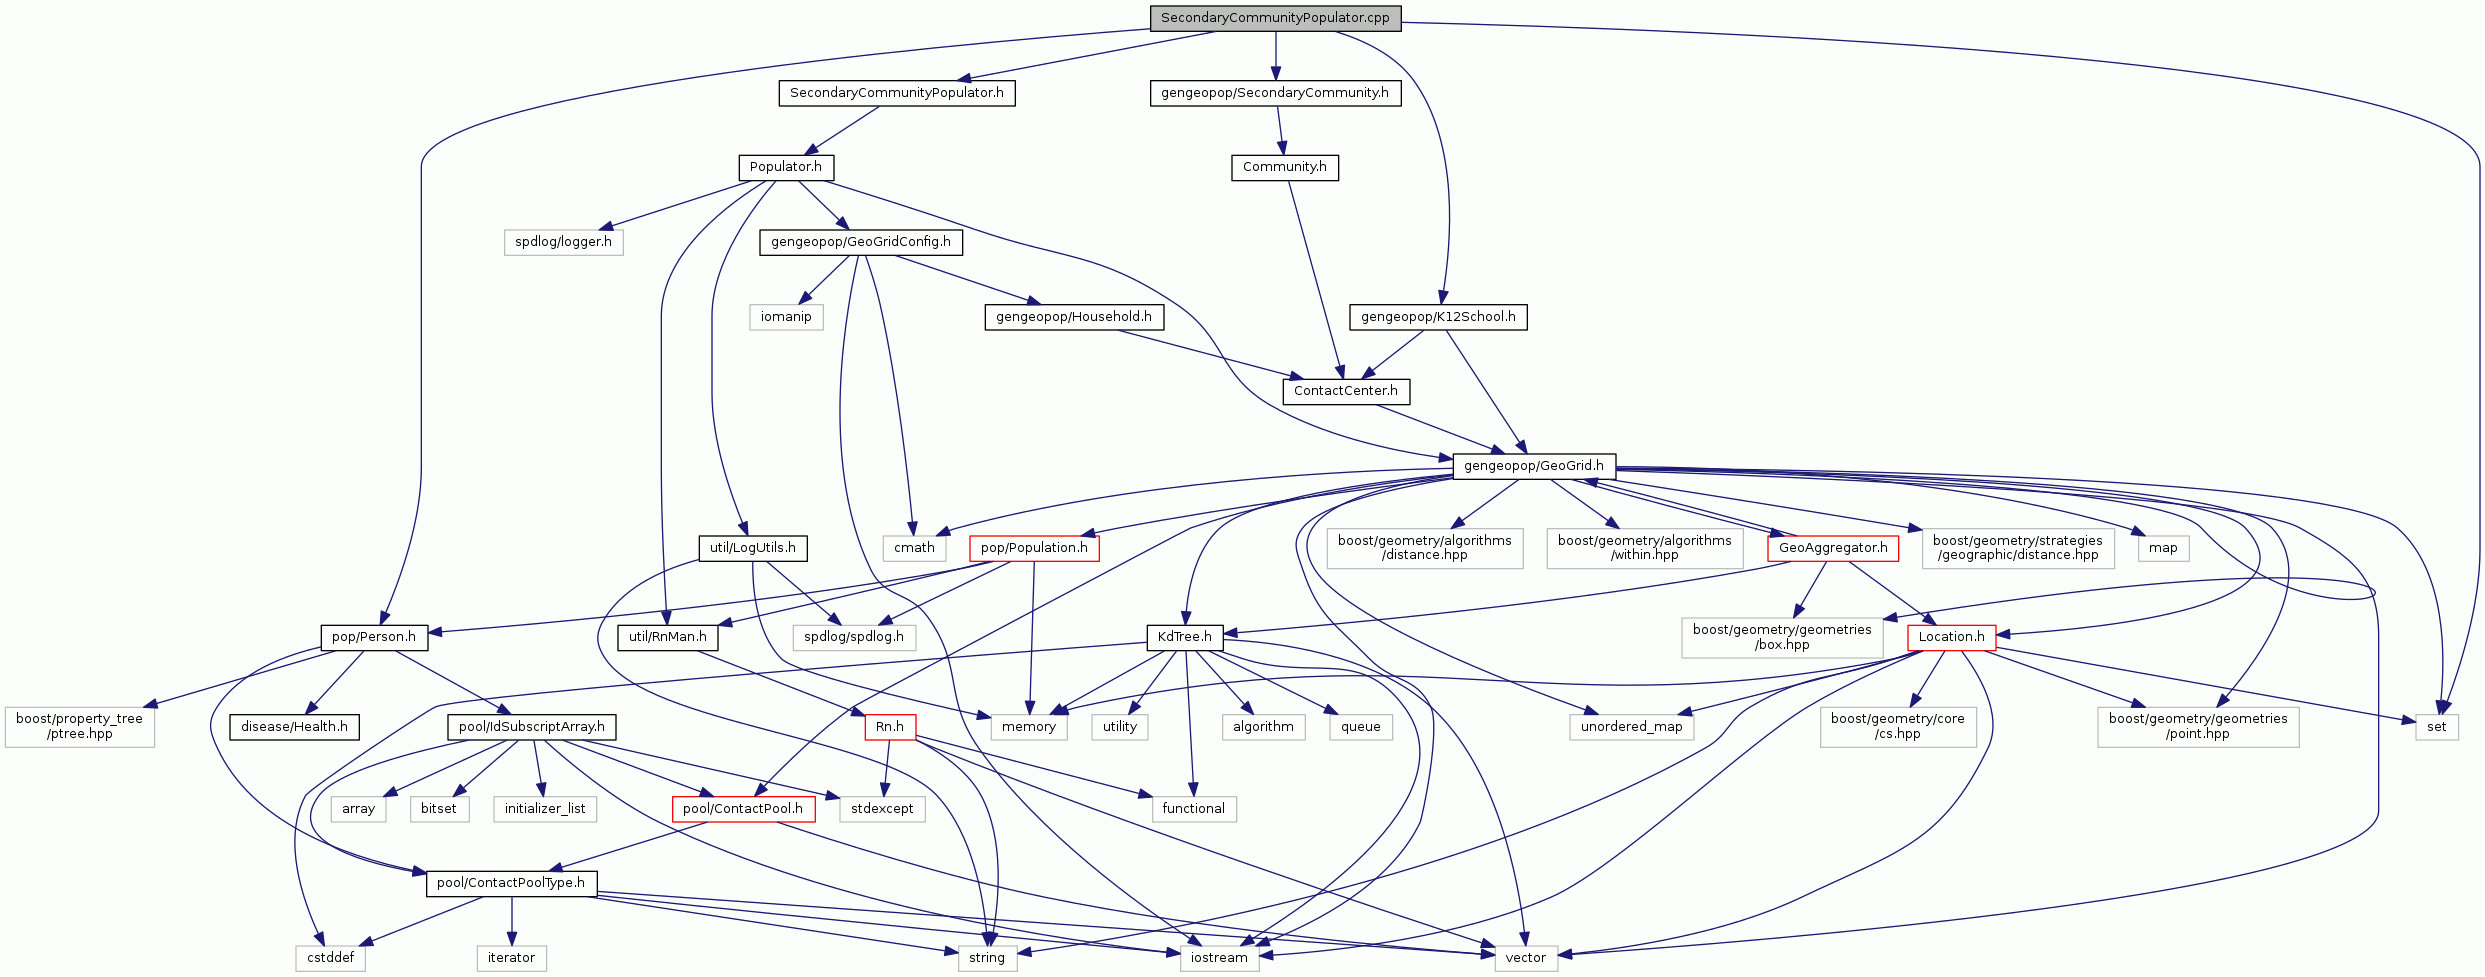 SecondaryCommunityPopulator.cpp
SecondaryCommunityPopulator.h
gengeopop/SecondaryCommunity.h
Populator.h
Community.h
spdlog/logger.h
gengeopop/GeoGridConfig.h
iomanip
gengeopop/Household.h
gengeopop/K12School.h
ContactCenter.h
gengeopop/GeoGrid.h
util/LogUtils.h
cmath
pop/Population.h
boost/geometry/algorithms
/distance.hpp
boost/geometry/algorithms
/within.hpp
GeoAggregator.h
boost/geometry/strategies
/geographic/distance.hpp
map
pop/Person.h
util/RnMan.h
spdlog/spdlog.h
KdTree.h
boost/geometry/geometries
/box.hpp
Location.h
boost/property_tree
/ptree.hpp
disease/Health.h
pool/IdSubscriptArray.h
Rn.h
memory
utility
algorithm
queue
unordered_map
boost/geometry/core
/cs.hpp
boost/geometry/geometries
/point.hpp
set
array
bitset
initializer_list
pool/ContactPool.h
stdexcept
functional
pool/ContactPoolType.h
cstddef
iterator
string
iostream
vector